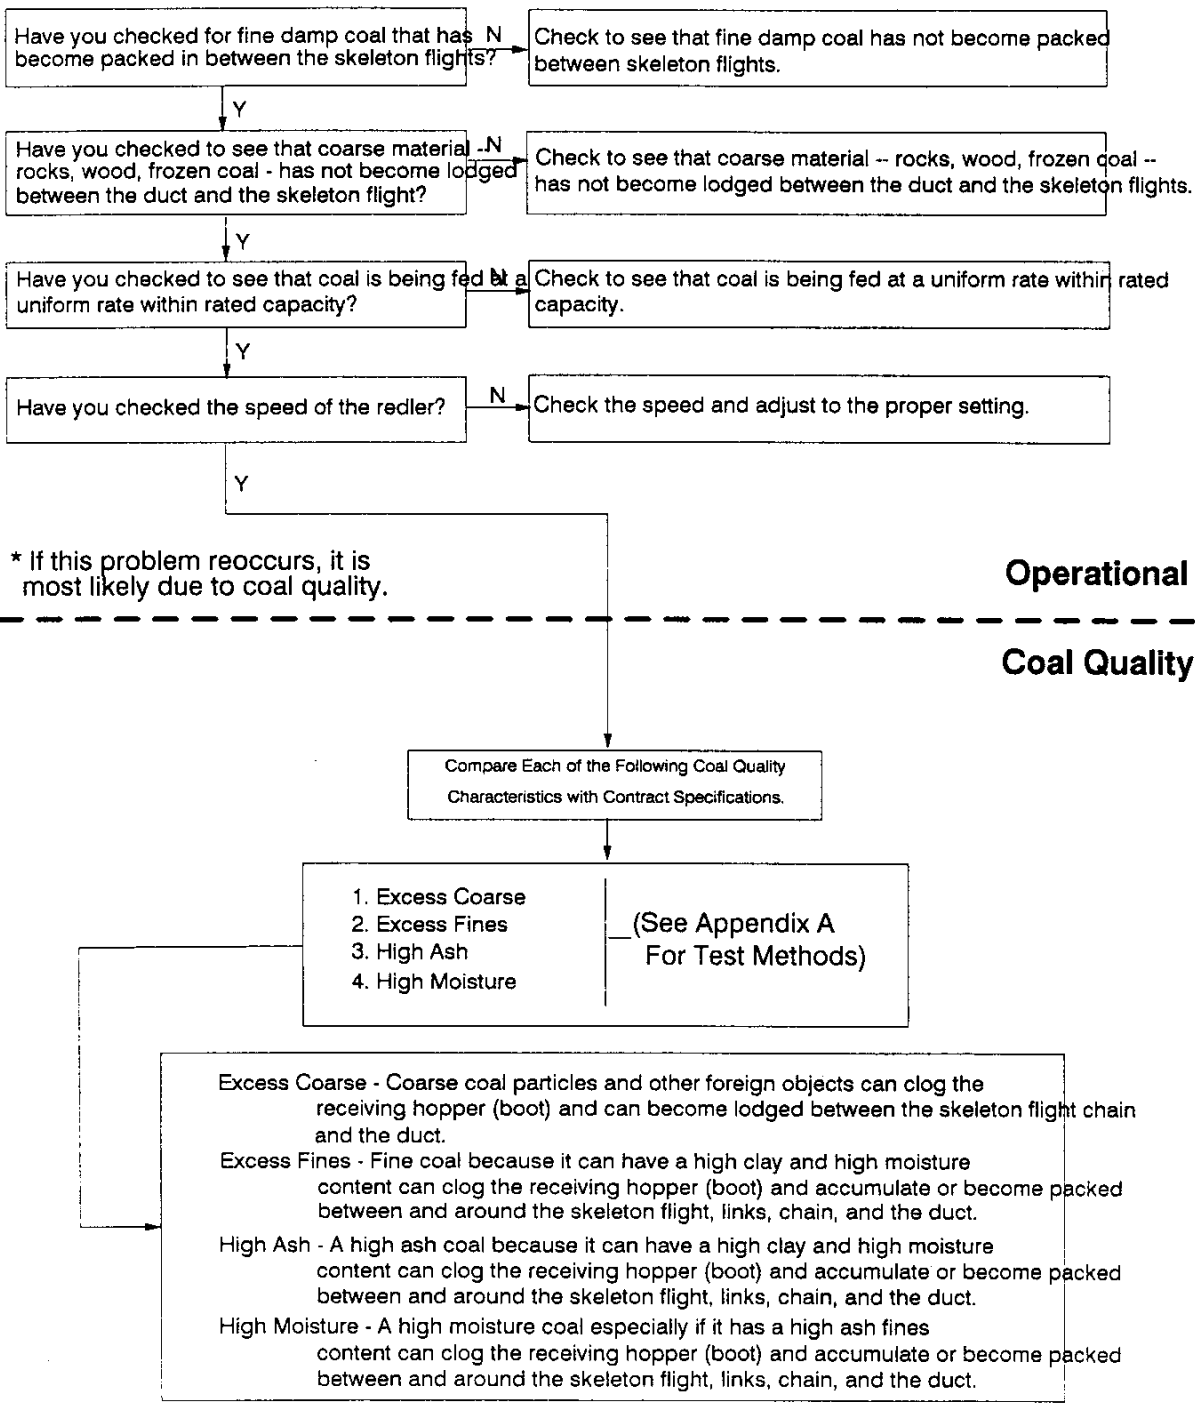 Have you checked for fine damp coal that has
become packed in between the skeleton flights?
N
Check to see that fine damp coal has not become packed
between skeleton flights.
Y
Have you checked to see that coarse material -
rocks, wood, frozen coal - has not become lodged
between the duct and the skeleton flight?
N
Check to see that coarse material -- rocks, wood, frozen coal --
has not become lodged between the duct and the skeleton flights.
Y
Have you checked to see that coal is being fed at a
uniform rate within rated capacity?
N
Check to see that coal is being fed at a uniform rate within rated
capacity.
Y
Have you checked the speed of the redler?
N
Check the speed and adjust to the proper setting.
Y
* If this problem reoccurs, it is
most likely due to coal quality.
Operational
Coal Quality
Compare Each of the Following Coal Quality
Characteristics with Contract Specifications.
1. Excess Coarse
2. Excess Fines
3. High Ash
4. High Moisture
(See Appendix A
For Test Methods)
Excess Coarse - Coarse coal particles and other foreign objects can clog the
receiving hopper (boot) and can become lodged between the skeleton flight chain
and the duct.
Excess Fines - Fine coal because it can have a high clay and high moisture
content can clog the receiving hopper (boot) and accumulate or become packed
between and around the skeleton flight, links, chain, and the duct.
High Ash - A high ash coal because it can have a high clay and high moisture
content can clog the receiving hopper (boot) and accumulate or become packed
between and around the skeleton flight, links, chain, and the duct.
High Moisture - A high moisture coal especially if it has a high ash fines
content can clog the receiving hopper (boot) and accumulate or become packed
between and around the skeleton flight, links, chain, and the duct.